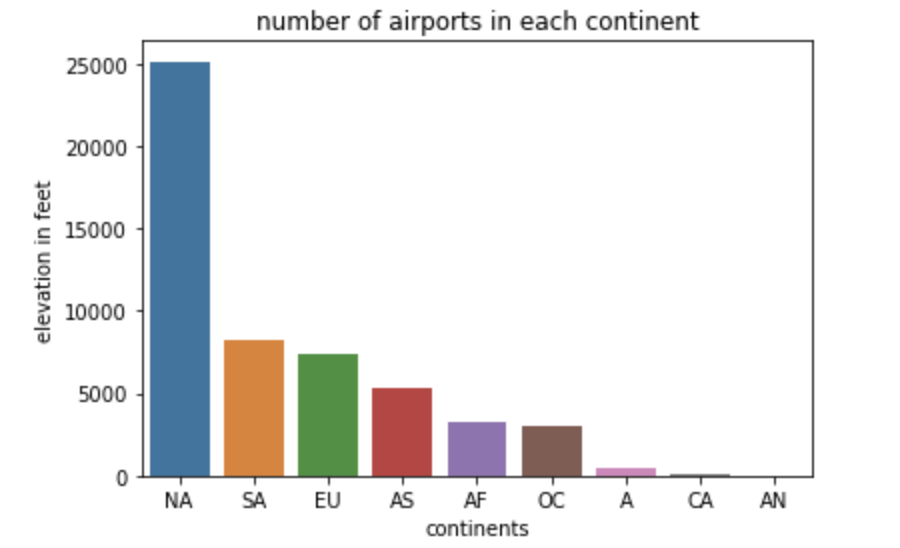 number of airports in each continent
25000
20000
15000
10000
5000
0
elevation in feet
NA SA EU AS AF OC A CA AN
continents